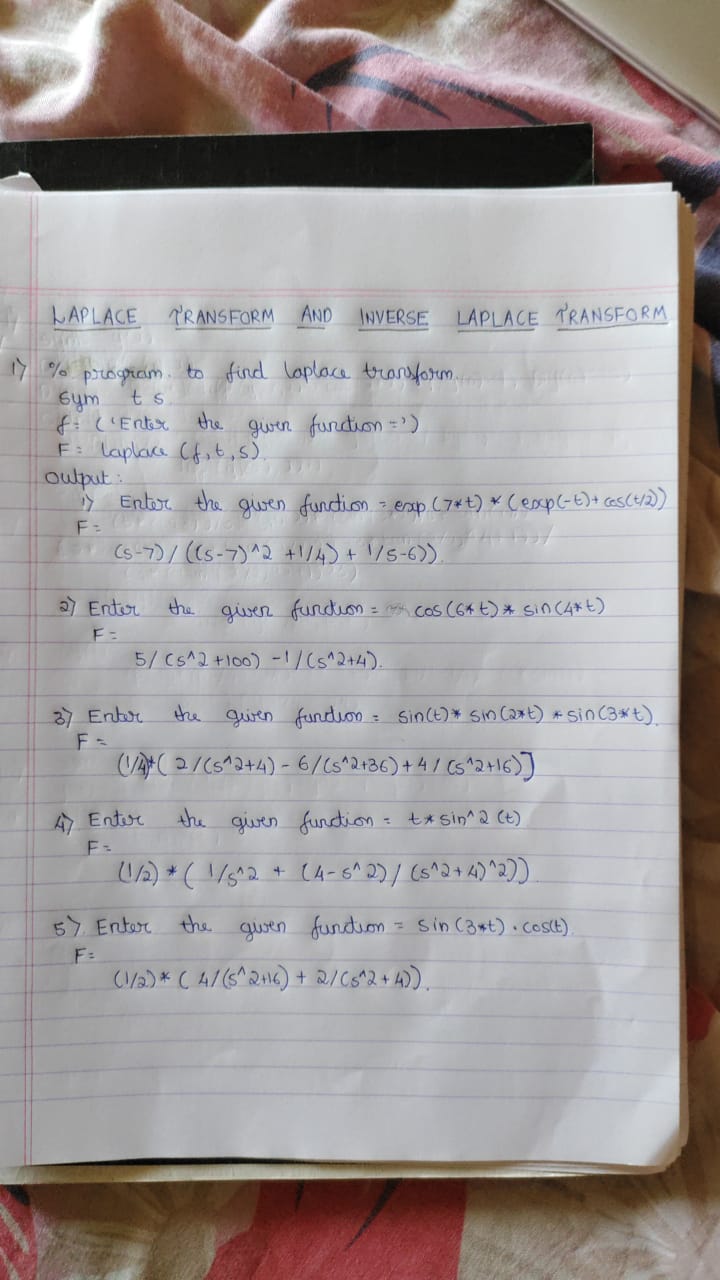 LAPLACE TRANSFORM AND INVERSE LAPLACE TRANSFORM
1) % program. to find laplace transform.
Sym t s.
f = ('Enter the given function =')
F = laplace (f,t,s).
Output :
1) Enter the given function = exp(7*t) * (exp(-t)+cos(t/2))
F =
(s-7)/((s-7)^2 +1/4) + 1/s-6)).
2) Enter the given function = cos(6*t)* sin(4*t)
F =
5/(s^2+100) -1/(s^2+4).
3) Enter the given function = sin(t)* sin(2*t) *sin(3*t).
F =
(1/4)*( 2/(s^2+4) - 6/(s^2+36)+4/(s^2+16)]
4) Enter the given function = t*sin^2(t)
F =
(1/2)*( 1/s^2 + (4-s^2)/(s^2+4)^2)).
5) Enter the given function = sin(3*t).cos(t).
F =
(1/2)*( 4/(s^2+16) + 2/(s^2+4)).